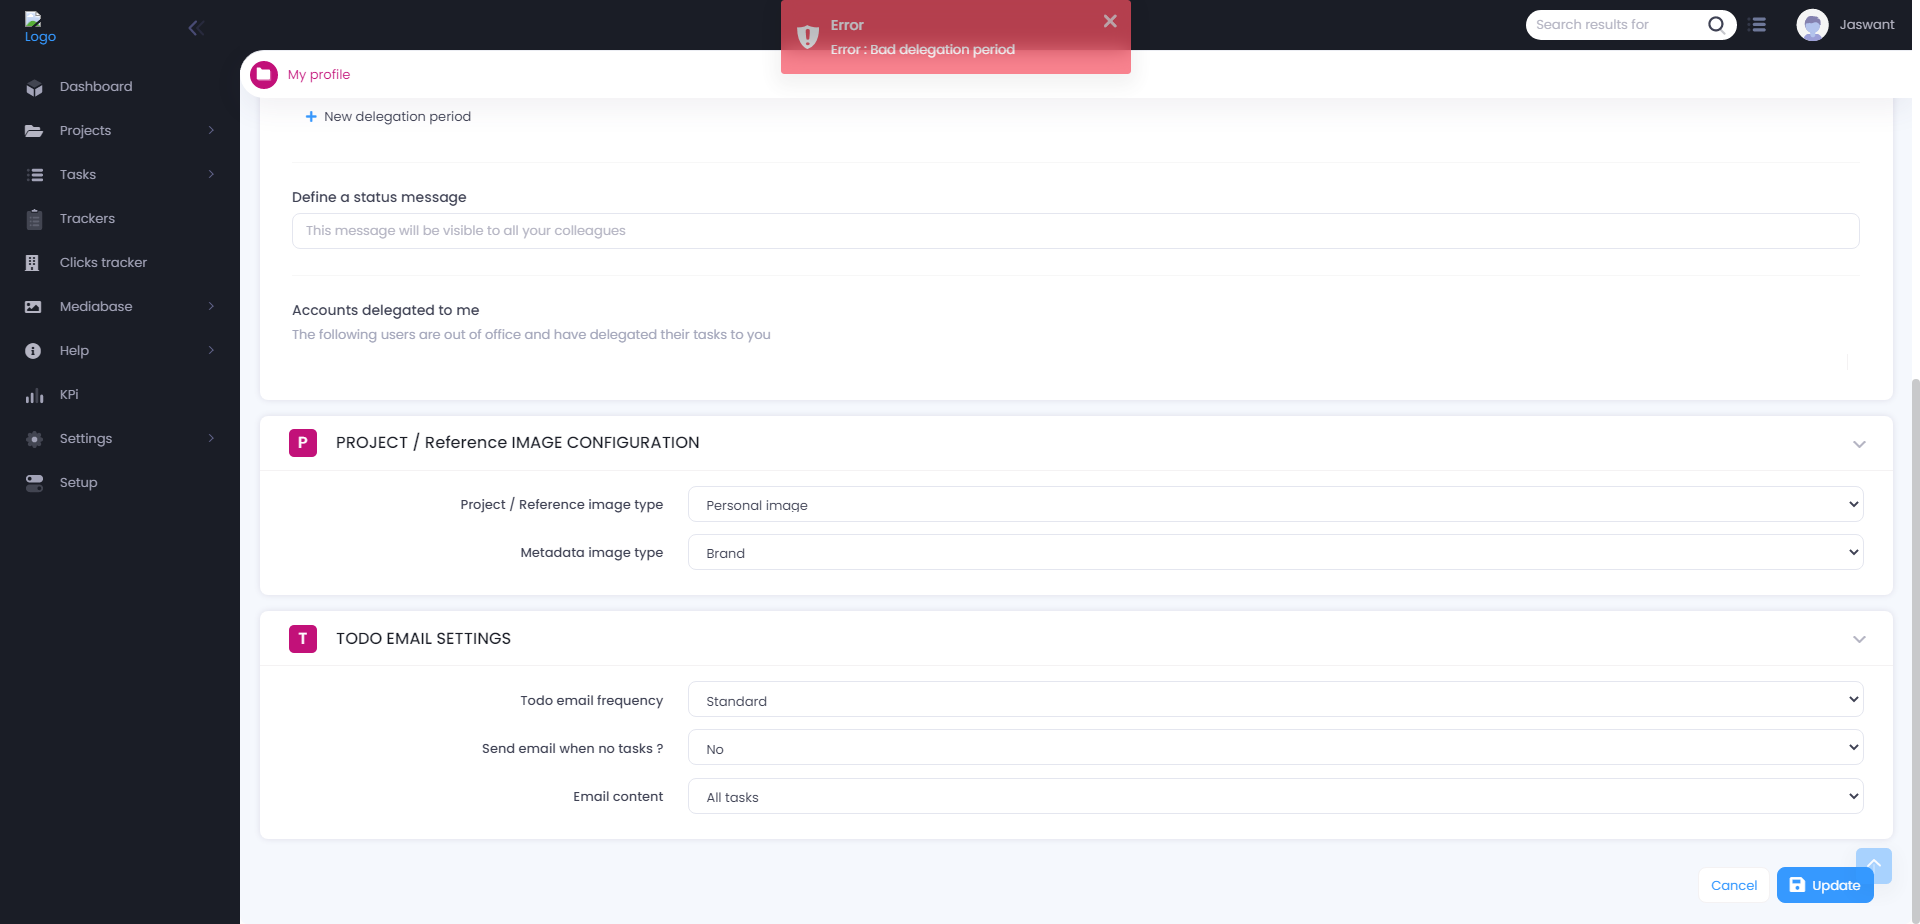 Logo
Error
Error : Bad delegation period
Search results for
Jaswant
My profile
Dashboard
Projects
Tasks
Trackers
Clicks tracker
Mediabase
Help
KPi
Settings
Setup
New delegation period
Define a status message
This message will be visible to all your colleagues
Accounts delegated to me
The following users are out of office and have delegated their tasks to you
P PROJECT / Reference IMAGE CONFIGURATION
Project / Reference image type Personal image
Metadata image type Brand
T TODO EMAIL SETTINGS
Todo email frequency Standard
Send email when no tasks ? No
Email content All tasks
Cancel Update